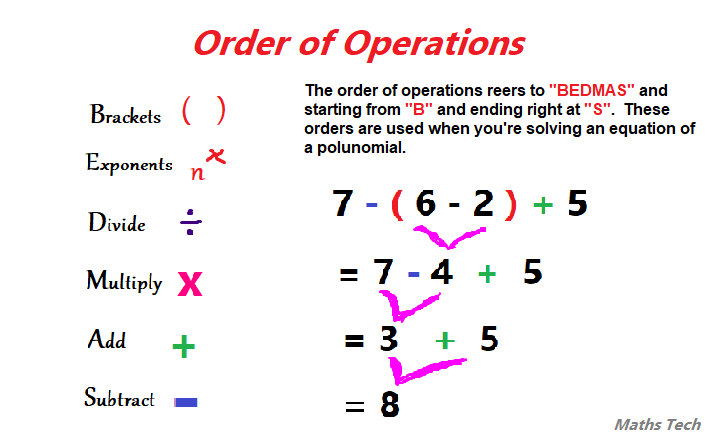 Order of Operations
Brackets ( )
Exponents nˣ
Divide ÷
Multiply x
Add +
Subtract -
The order of operations reers to "BEDMAS" and
starting from "B" and ending right at "S".  These
orders are used when you're solving an equation of
a polunomial.
7 - ( 6 - 2 ) + 5
= 7 - 4 + 5
= 3 + 5
= 8
Maths Tech